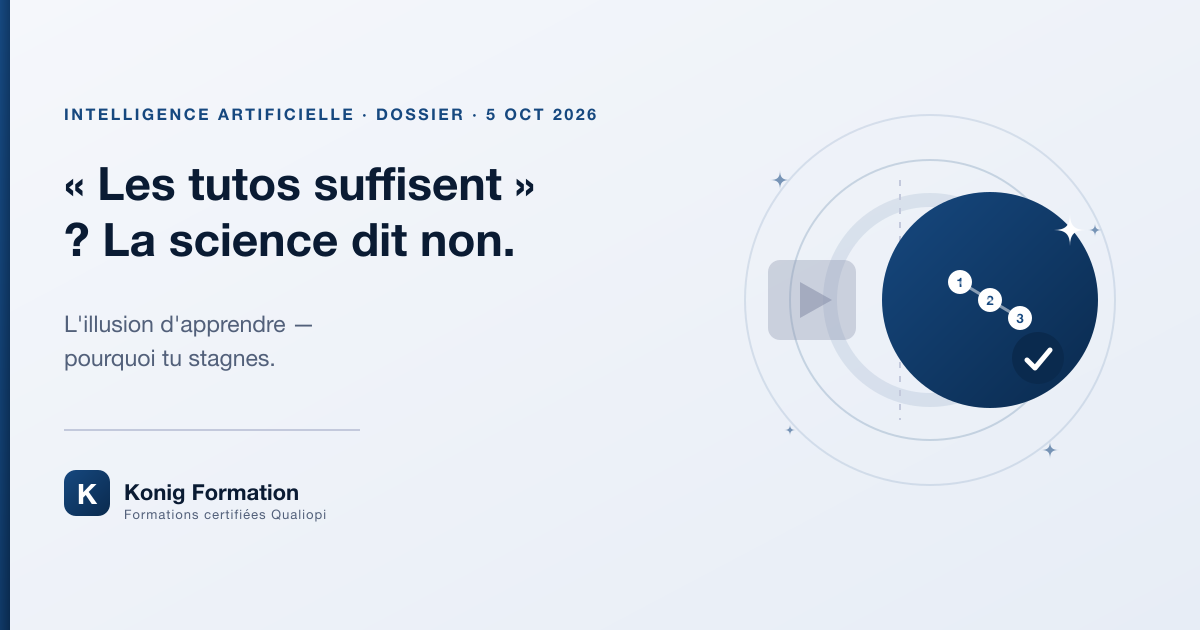 INTELLIGENCE ARTIFICIELLE · DOSSIER · 5 OCT 2026
« Les tutos suffisent »
? La science dit non.
L'illusion d'apprendre —
pourquoi tu stagnes.
K
Konig Formation
Formations certifiées Qualiopi
1
2
3